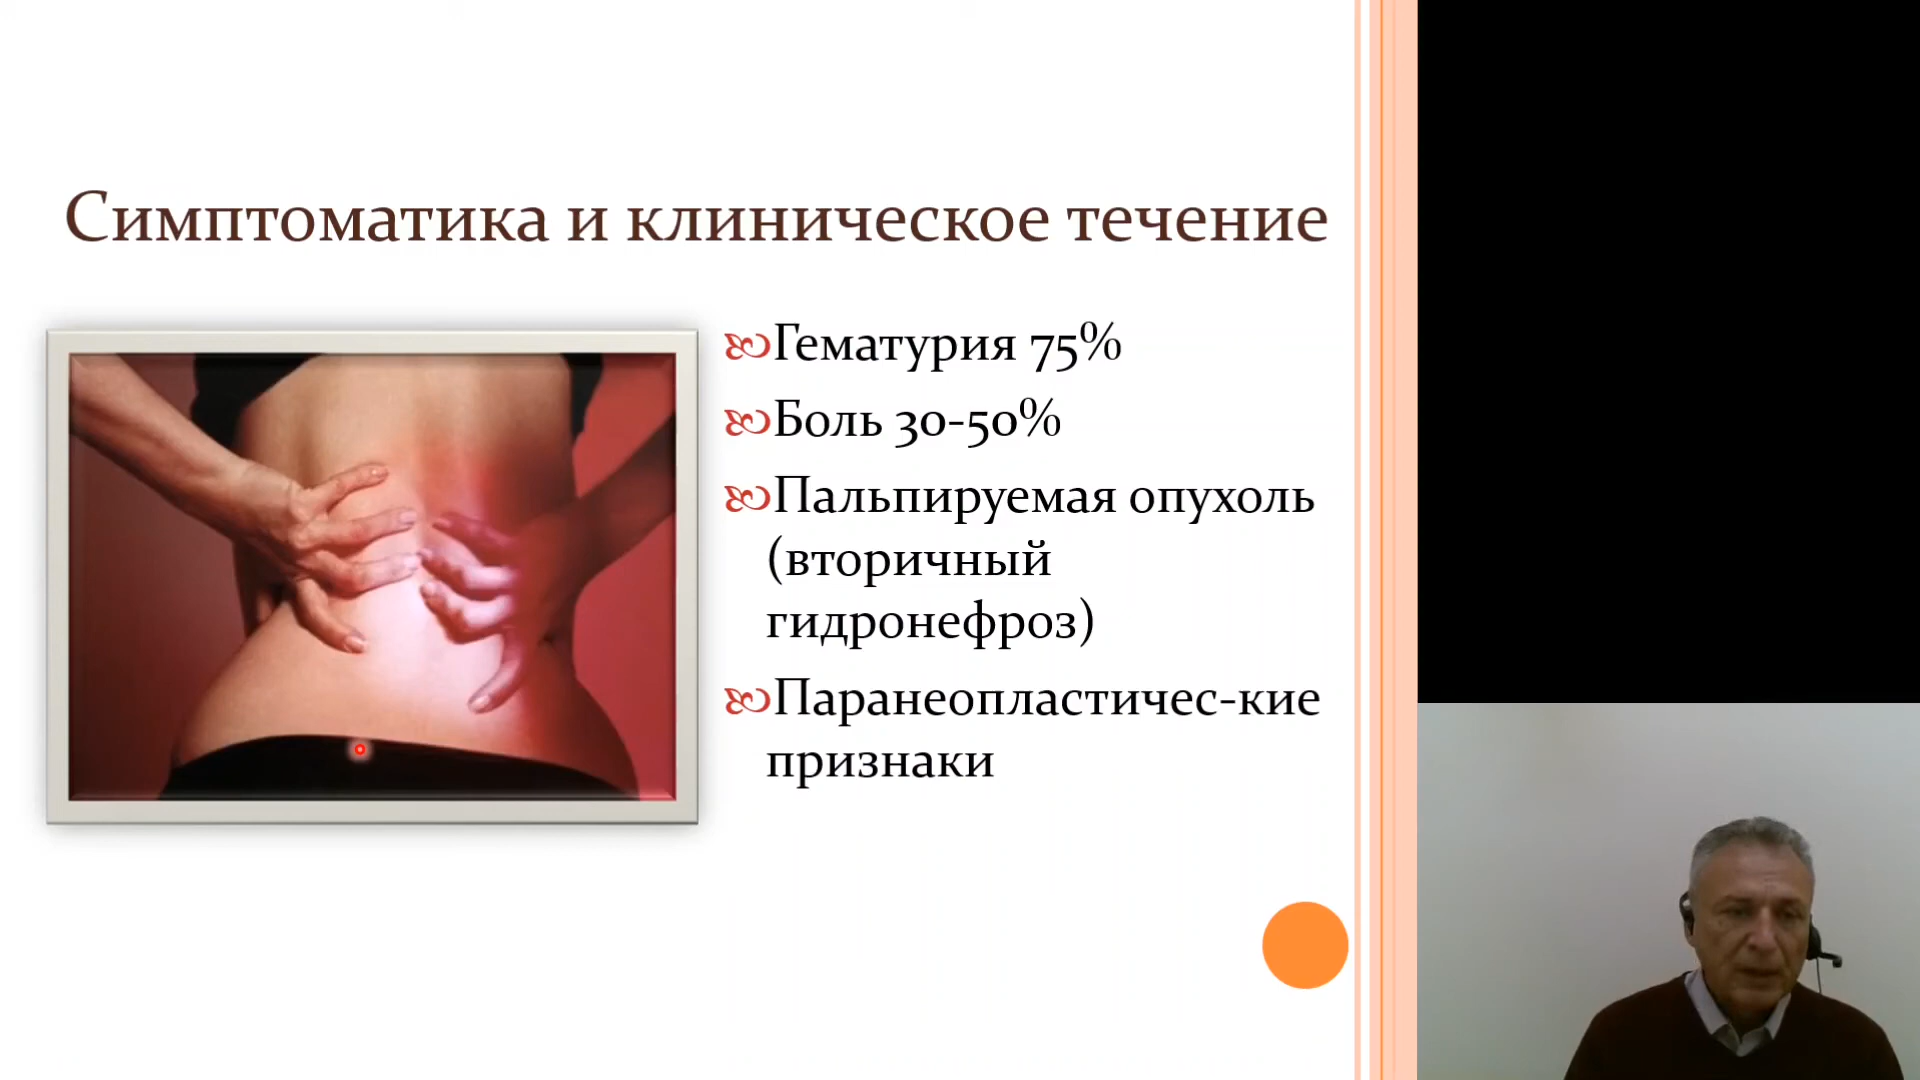 Симптоматика и клиническое течение
Гематурия 75%
Боль 30-50%
Пальпируемая опухоль
(вторичный
гидронефроз)
Паранеопластичес-кие
признаки